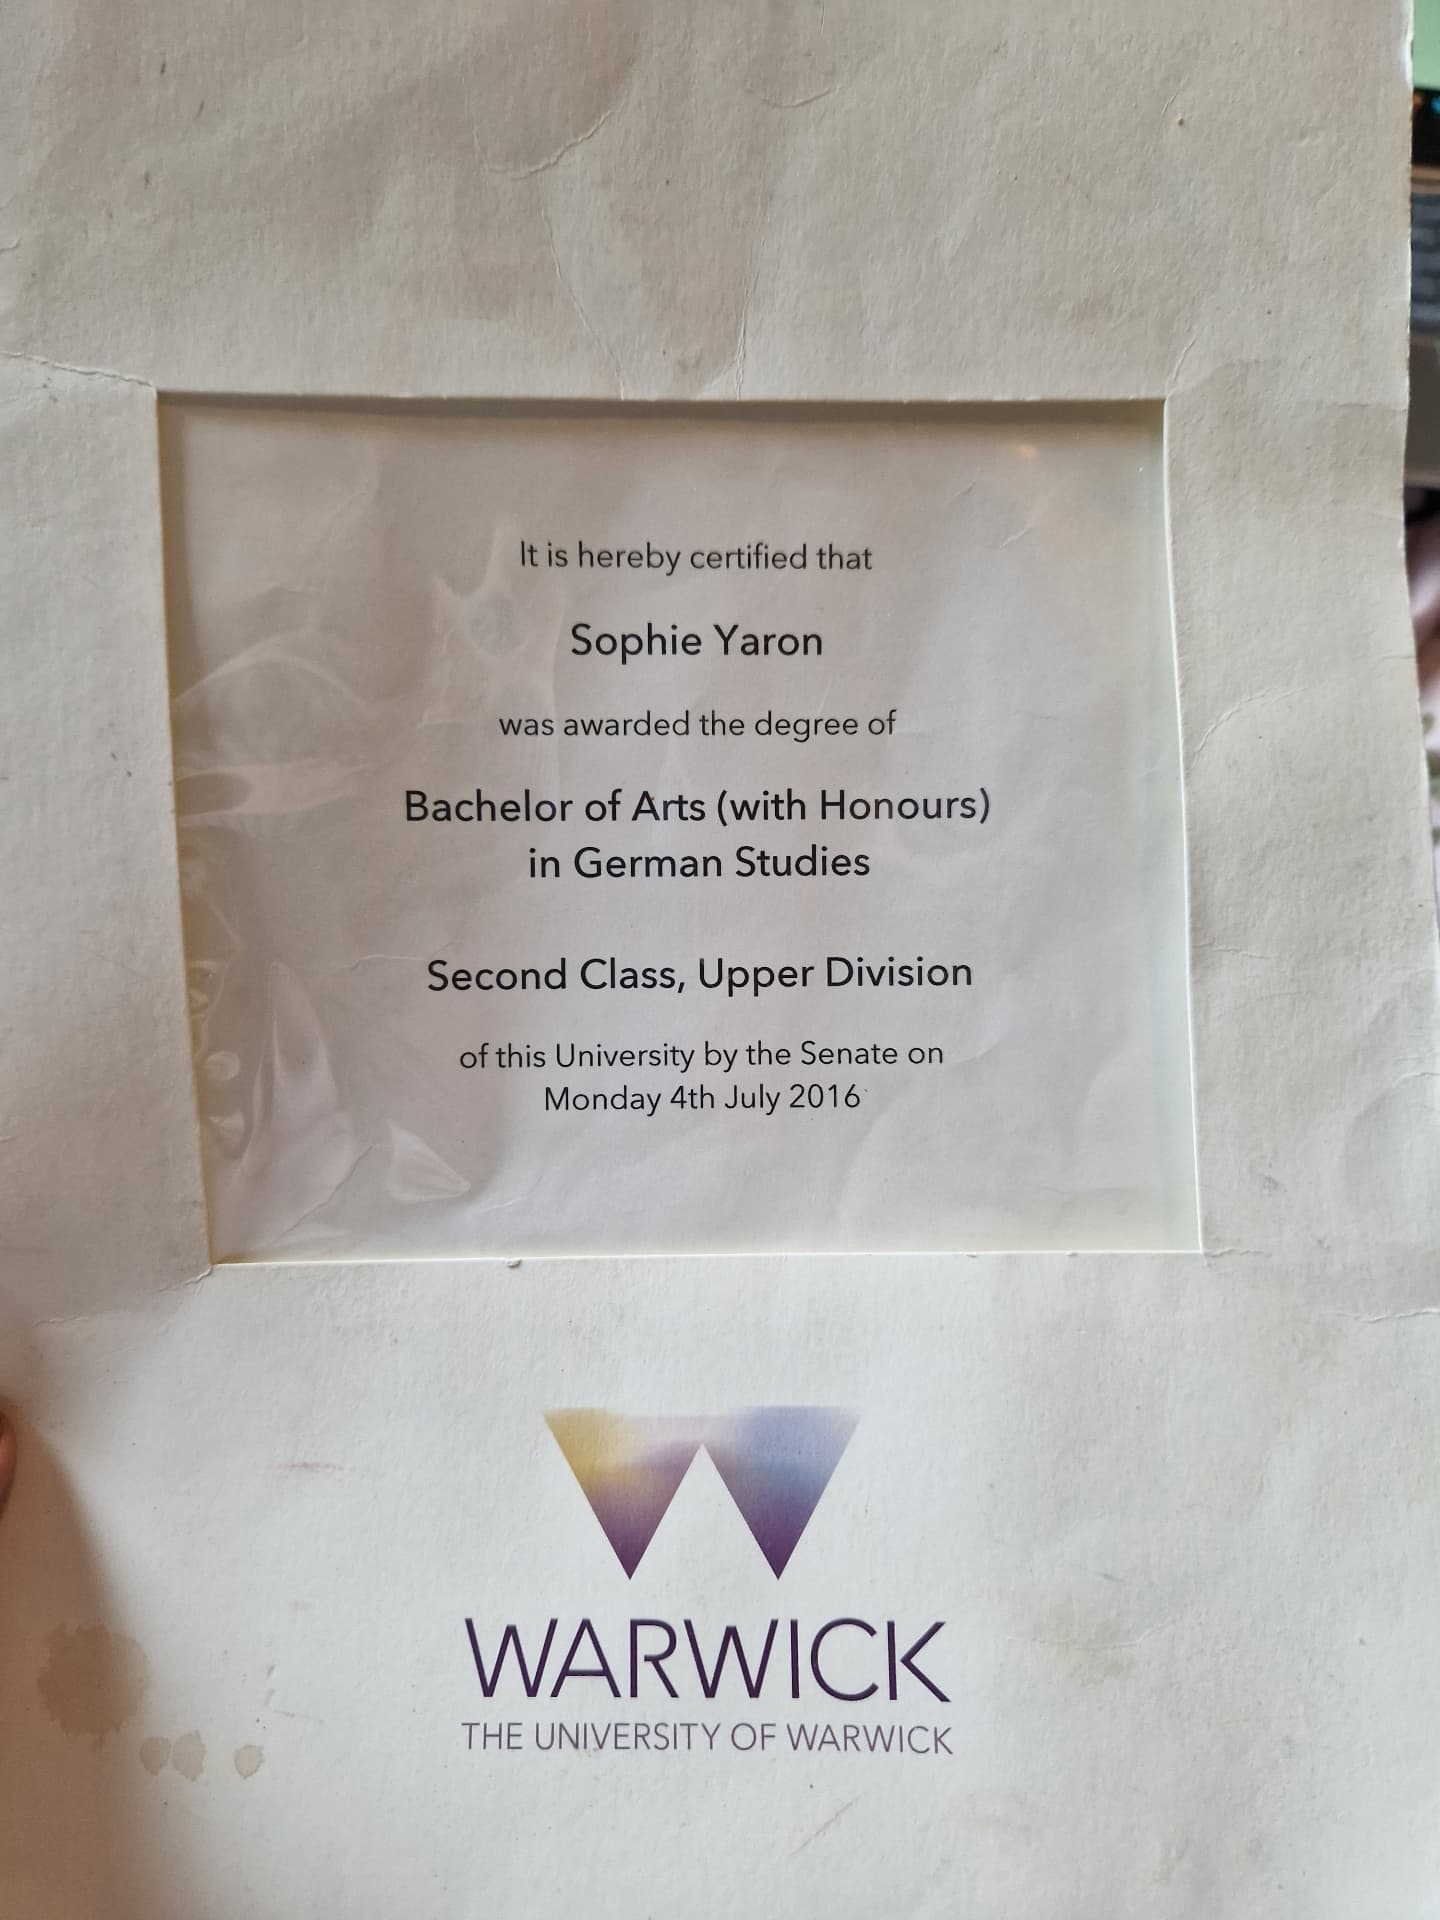 It is hereby certified that
Sophie Yaron
was awarded the degree of
Bachelor of Arts (with Honours)
in German Studies
Second Class, Upper Division
of this University by the Senate on
Monday 4th July 2016
WARWICK
THE UNIVERSITY OF WARWICK